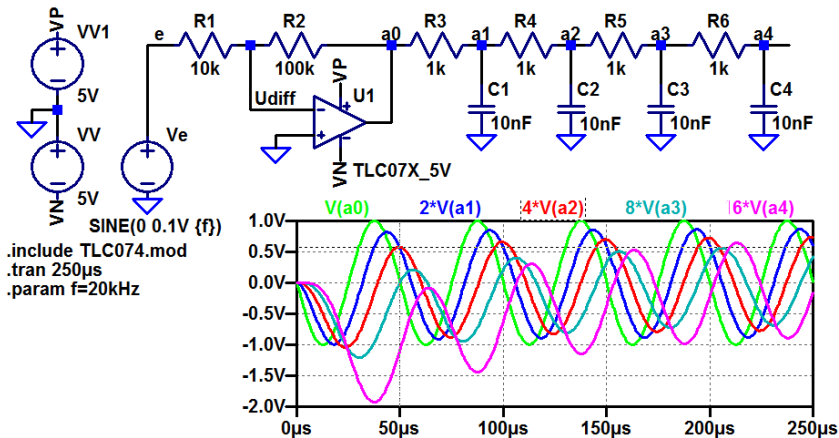 VP
VV1
5V
VV
5V
VN
e
R1
10k
R2
100k
a0
R3
1k
a1
R4
1k
a2
R5
1k
a3
R6
1k
a4
Udiff
VP
U1
VN
TLC07X_5V
C1
10nF
C2
10nF
C3
10nF
C4
10nF
Ve
SINE(0 0.1V {f})
.include TLC074.mod
.tran 250µs
.param f=20kHz
V(a0) 2*V(a1) 4*V(a2) 8*V(a3) 6*V(a4)
1.0V
0.5V
0.0V
-0.5V
-1.0V
-1.5V
-2.0V
0µs 50µs 100µs 150µs 200µs 250µs